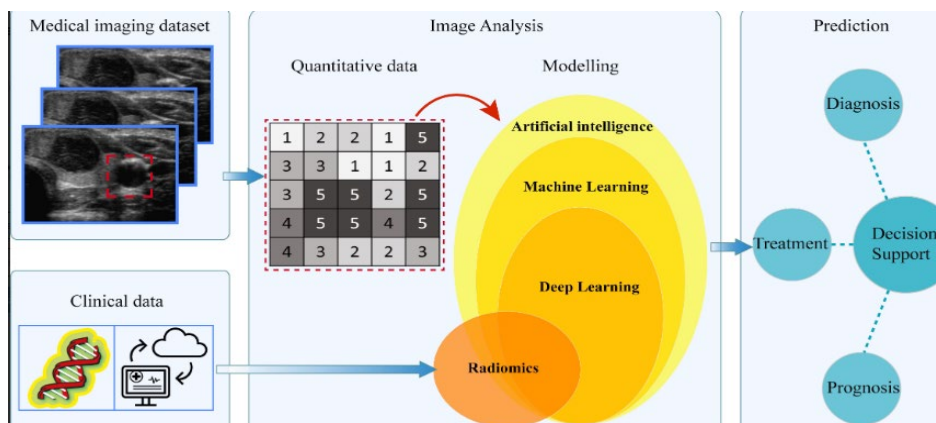 Medical imaging dataset
Clinical data
Image Analysis
Quantitative data
1 2 2 1 5
3 3 1 1 2
3 5 5 2 5
4 5 5 4 5
4 3 2 2 3
Modelling
Artificial intelligence
Machine Learning
Deep Learning
Radiomics
Prediction
Diagnosis
Treatment
Decision
Support
Prognosis